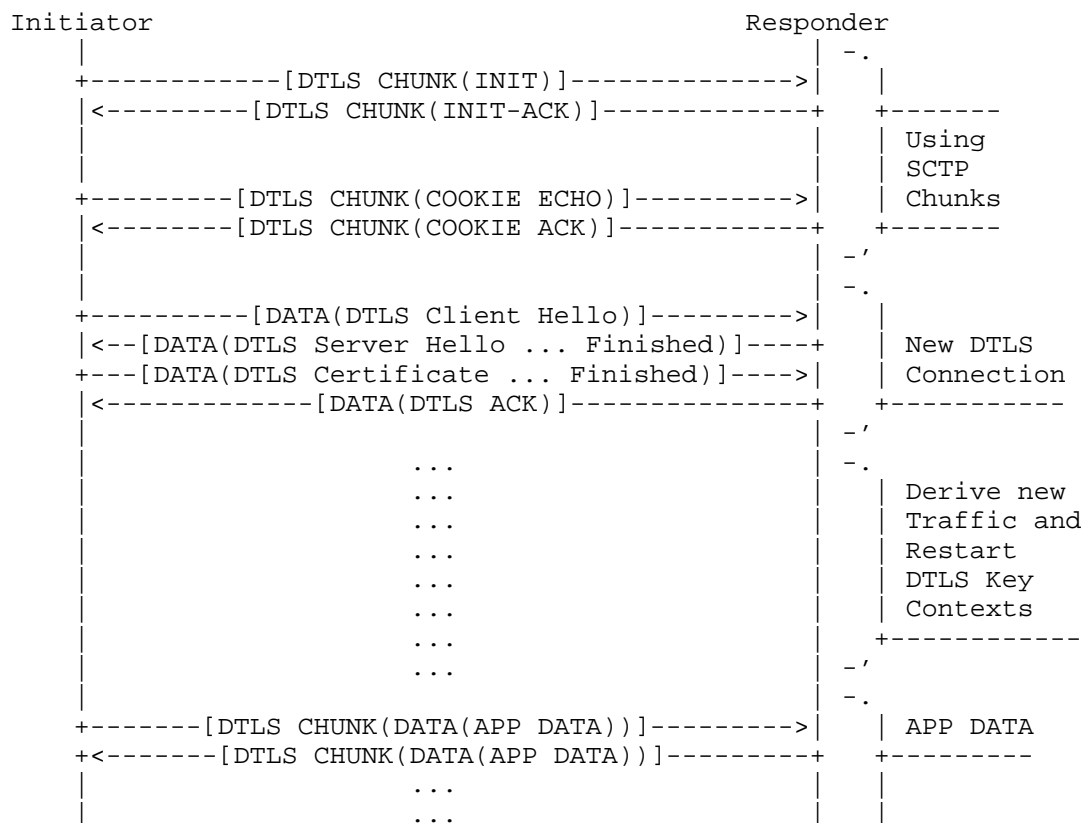 Initiator                                     Responder
    |                                             | -.
    +------------[DTLS CHUNK(INIT)]-------------->|   |
    |<---------[DTLS CHUNK(INIT-ACK)]-------------+   +-------
    |                                             |   | Using
    |                                             |   | SCTP
    +---------[DTLS CHUNK(COOKIE ECHO)]---------->|   | Chunks
    |<--------[DTLS CHUNK(COOKIE ACK)]------------+   +-------
    |                                             | -'
    |                                             | -.
    +----------[DATA(DTLS Client Hello)]--------->|   |
    |<--[DATA(DTLS Server Hello ... Finished)]----+   | New DTLS
    +---[DATA(DTLS Certificate ... Finished)]---->|   | Connection
    |<-------------[DATA(DTLS ACK)]---------------+   +-----------
    |                                             | -'
    |                    ...                      | -.
    |                    ...                      |   | Derive new
    |                    ...                      |   | Traffic and
    |                    ...                      |   | Restart
    |                    ...                      |   | DTLS Key
    |                    ...                      |   | Contexts
    |                    ...                      |   +------------
    |                    ...                      | -'
    |                                             | -.
    +-------[DTLS CHUNK(DATA(APP DATA))]--------->|   | APP DATA
    +<-------[DTLS CHUNK(DATA(APP DATA))]---------+   +---------
    |                    ...                      |   |
    |                    ...                      |   |